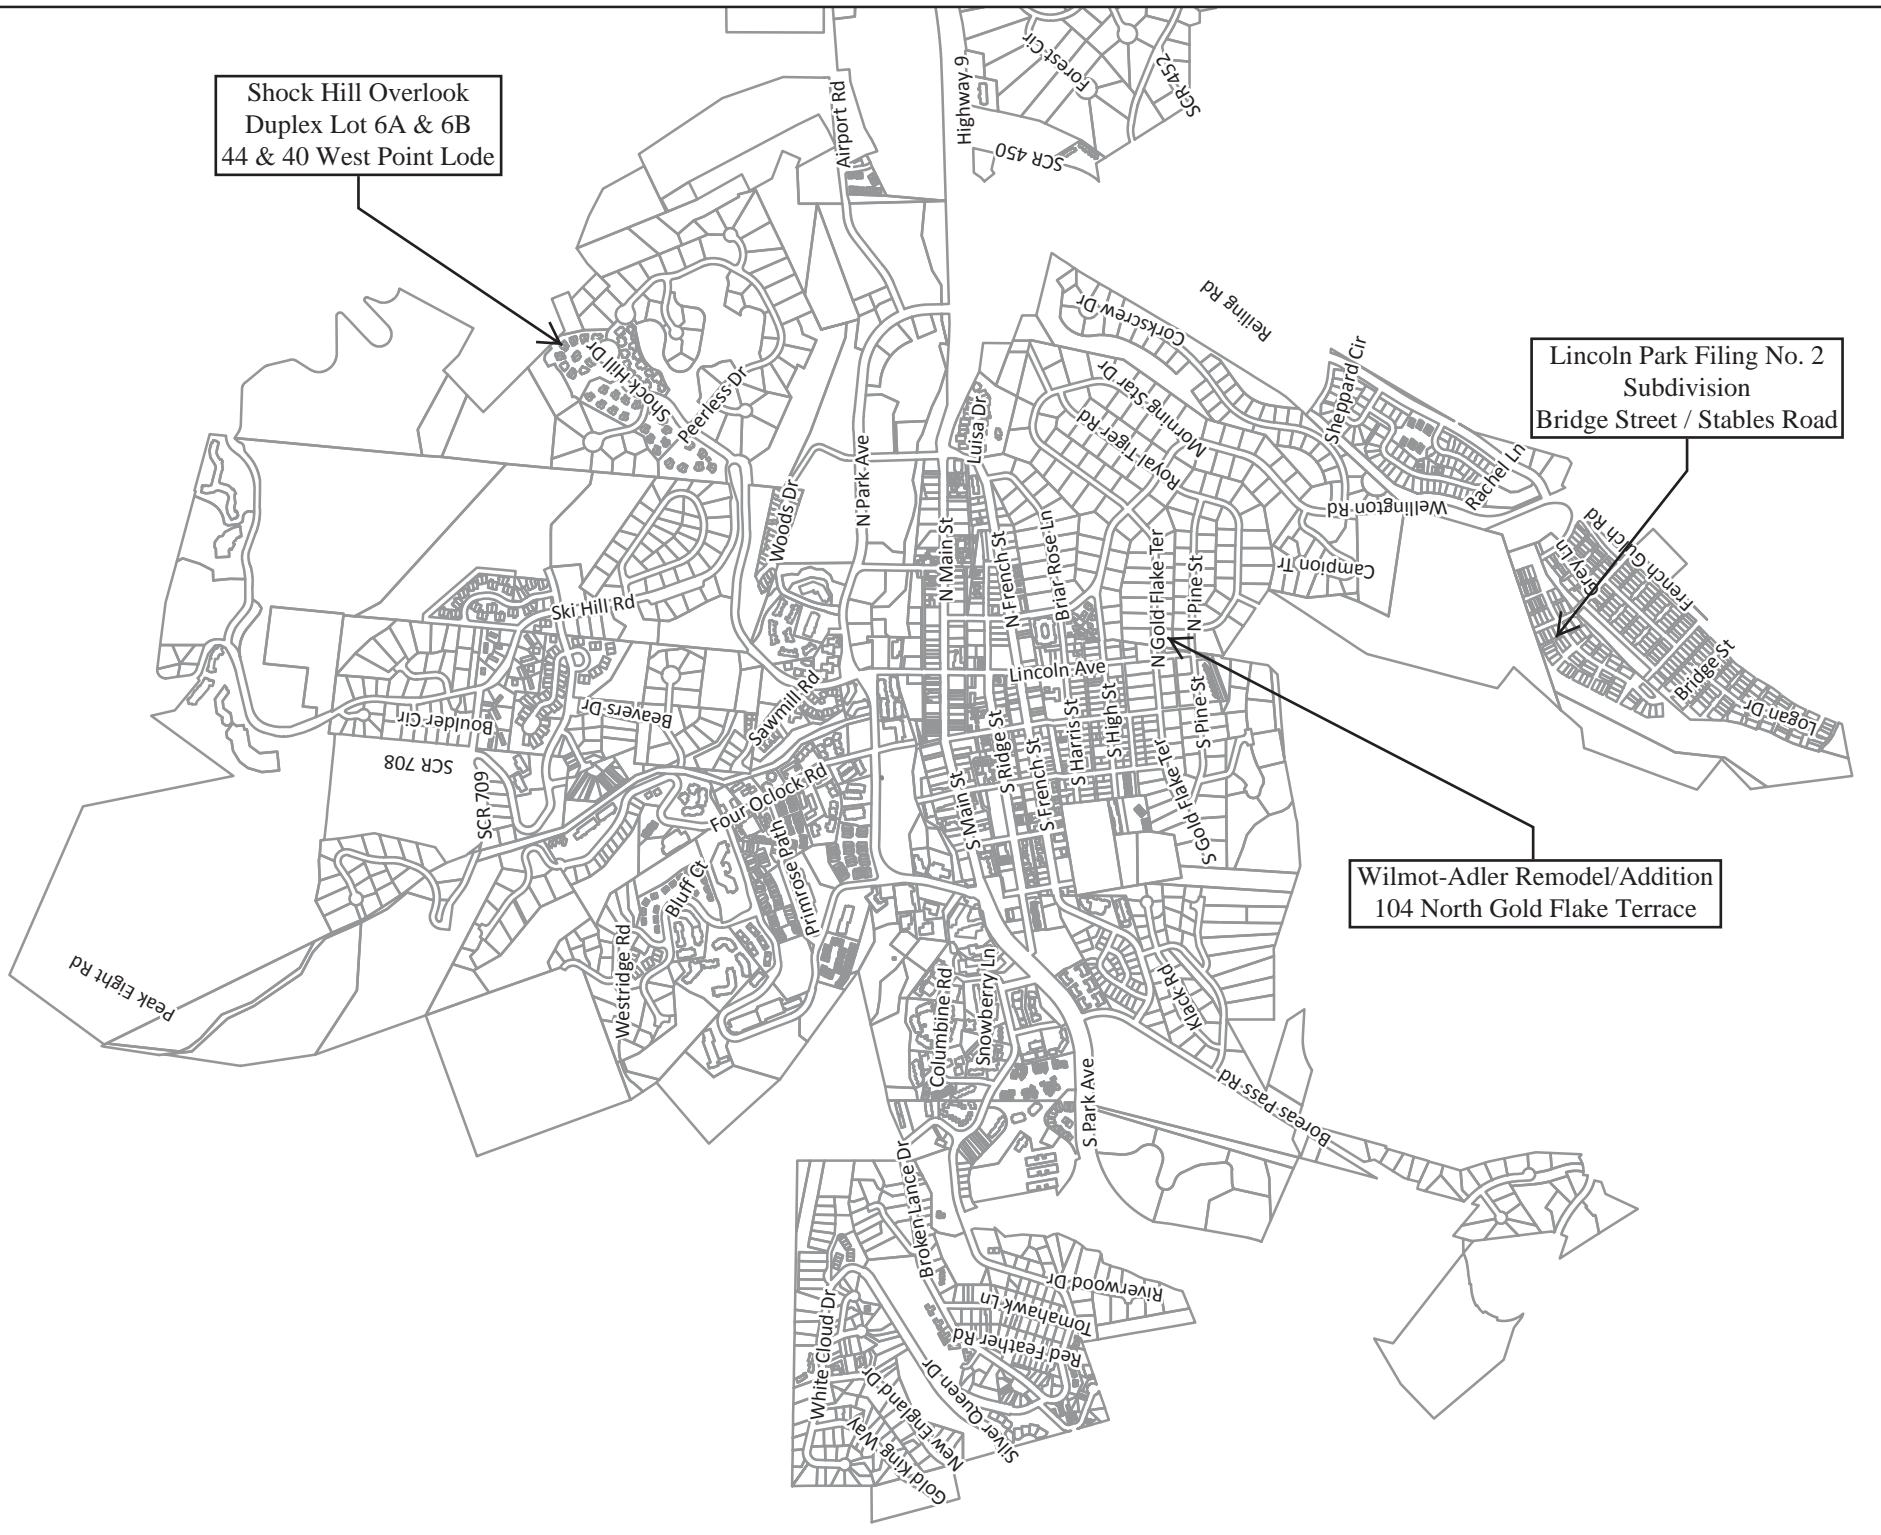 Shock Hill Overlook
Duplex Lot 6A & 6B
44 & 40 West Point Lode
Airport Rd
Highway 9
Forest Cir
SCR 452
SCR 450
Reiling Rd
Corkscrew Dr
Lincoln Park Filing No. 2
Subdivision
Bridge Street / Stables Road
Shock Hill Dr
Peerless Dr
Luisa Dr
Morning Star Dr
Royal Tiger Rd
Sheppard Cir
Rachel Ln
Wellington Rd
N Park Ave
Woods Dr
N Main St
N French St
Briar Rose Ln
N Gold Flake Ter
N Pine St
Campion Tr
Grey Ln
French Gulch Rd
Bridge St
Logan Dr
Ski Hill Rd
Lincoln Ave
Boulder Cir
Beavers Dr
Sawmill Rd
SCR 708
SCR 709
Four Oclock Rd
Primrose Path
S Main St
S Ridge St
S French St
S Harris St
S High St
S Gold Flake Ter
S Pine St
Wilmot-Adler Remodel/Addition
104 North Gold Flake Terrace
Bluff Ct
Westridge Rd
Peak Eight Rd
Columbine Rd
Snowberry Ln
Klack Rd
S Park Ave
Boreas Pass Rd
Broken Lance Dr
Riverwood Dr
Tomahawk Ln
Red Feather Rd
White Cloud Dr
New England Dr
Silver Queen Dr
Gold King Way